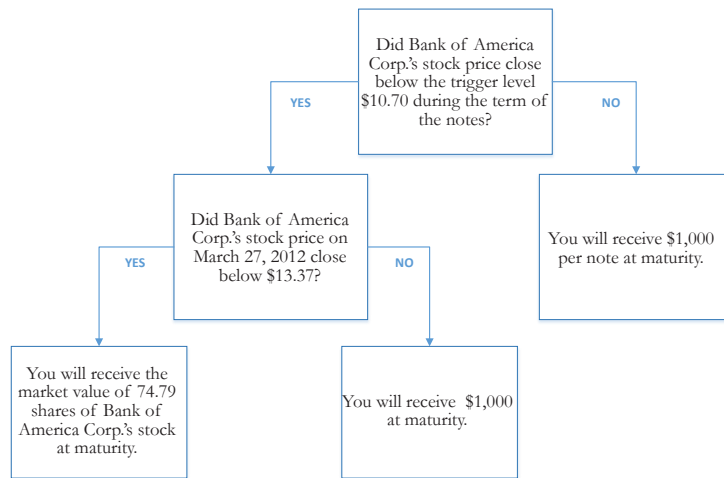 Did Bank of America
Corp.'s stock price close
below the trigger level
$10.70 during the term of
the notes?
YES
NO
Did Bank of America
Corp.'s stock price on
March 27, 2012 close
below $13.37?
You will receive $1,000
per note at maturity.
YES
NO
You will receive the
market value of 74.79
shares of Bank of
America Corp.'s stock
at maturity.
You will receive $1,000
at maturity.